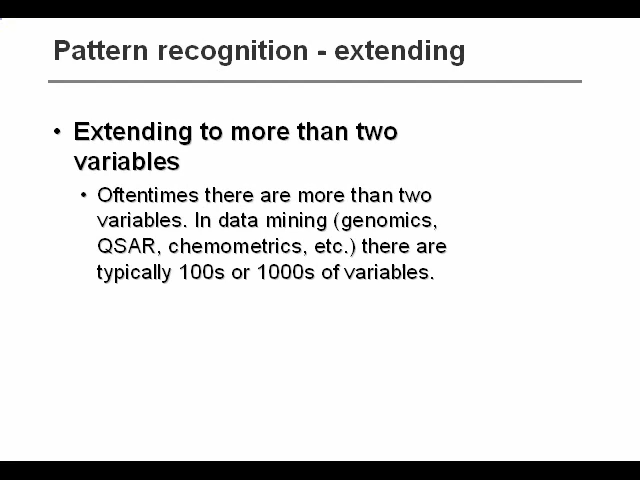 Pattern recognition - extending
• Extending to more than two
variables
• Oftentimes there are more than two
variables. In data mining (genomics,
QSAR, chemometrics, etc.) there are
typically 100s or 1000s of variables.